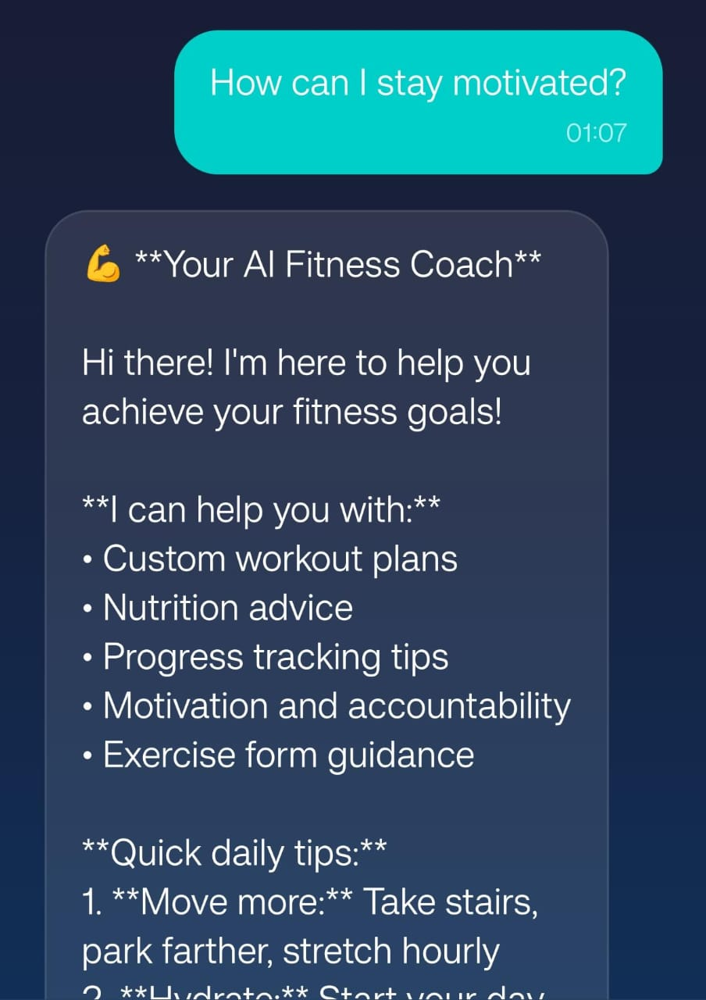 How can I stay motivated?
01:07
💪 **Your AI Fitness Coach**
Hi there! I'm here to help you
achieve your fitness goals!
**I can help you with:**
• Custom workout plans
• Nutrition advice
• Progress tracking tips
• Motivation and accountability
• Exercise form guidance
**Quick daily tips:**
1. **Move more:** Take stairs,
park farther, stretch hourly
2. **Hydrate:** Start your day